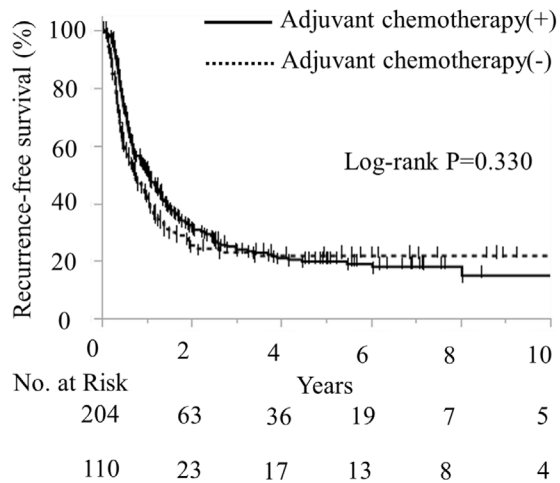 Adjuvant chemotherapy(+)
Adjuvant chemotherapy(-)
Recurrence-free survival (%)
100
80
60
40
20
0
Log-rank P=0.330
0 2 4 6 8 10
No. at Risk
Years
204 63 36 19 7 5
110 23 17 13 8 4